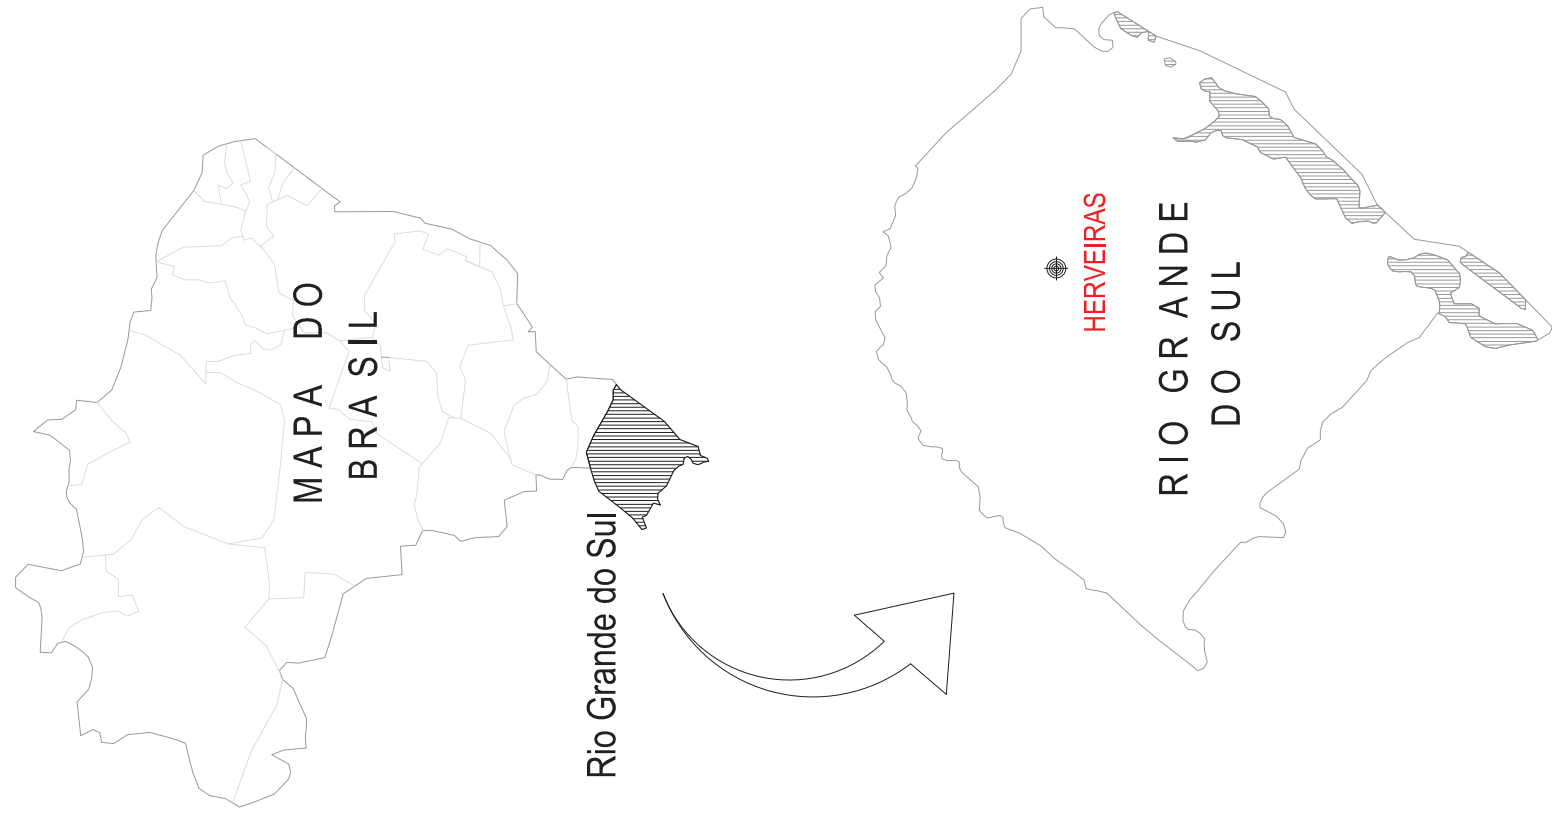 MAPA DO
BRASIL
Rio Grande do Sul
HERVEIRAS
RIO GRANDE
DO SUL